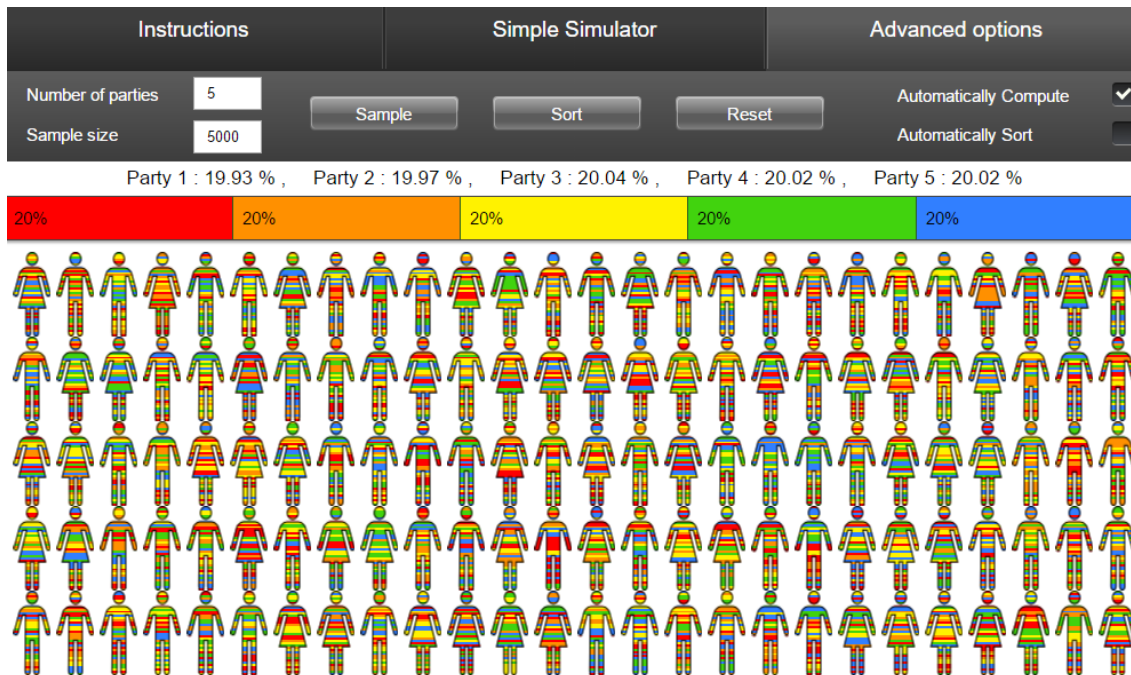 Instructions Simple Simulator Advanced options
Number of parties 5 Sample Sort Reset Automatically Compute
Sample size 5000 Automatically Sort
Party 1 : 19.93 % , Party 2 : 19.97 % , Party 3 : 20.04 % , Party 4 : 20.02 % , Party 5 : 20.02 %
20% 20% 20% 20% 20%